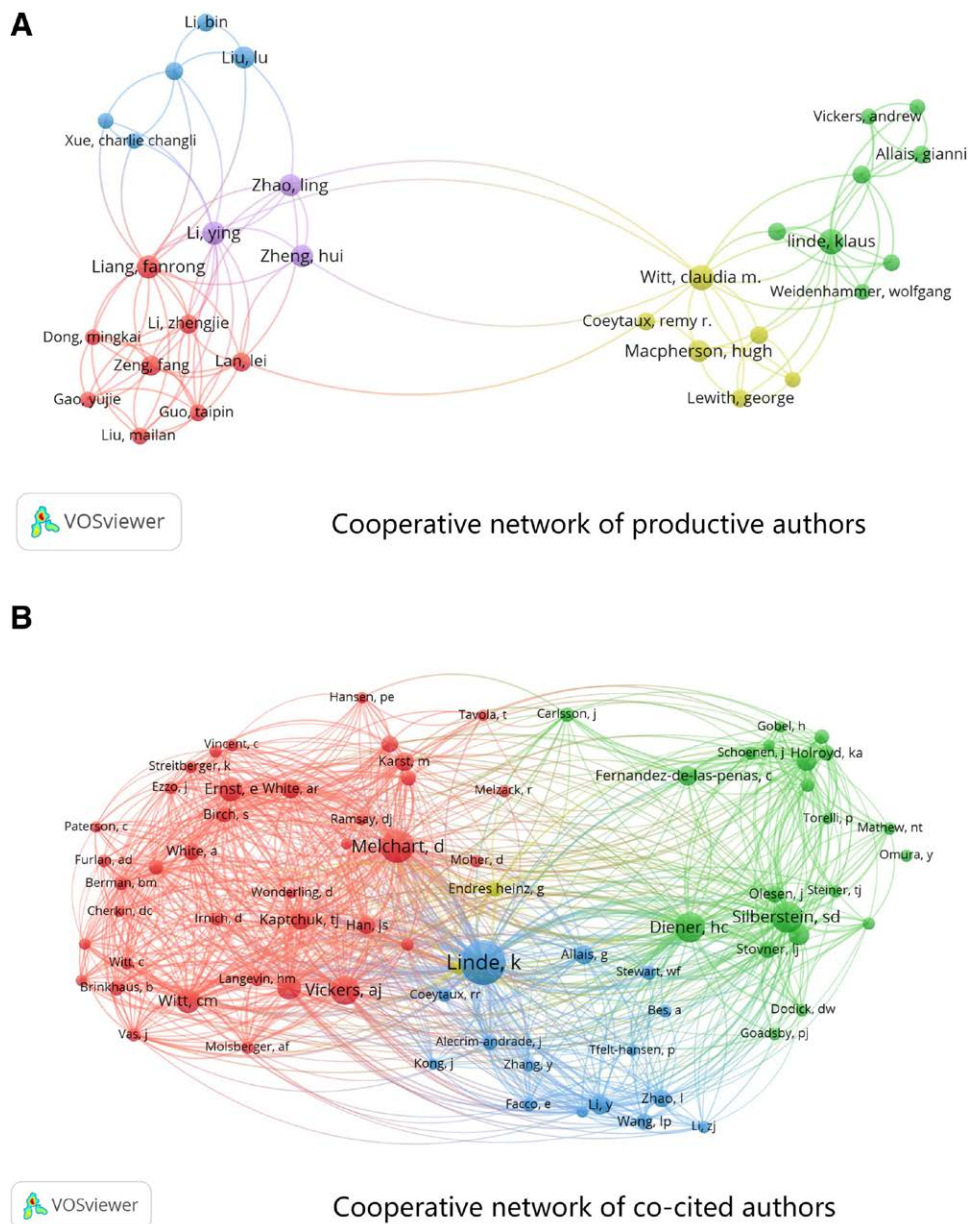 A
Li, bin
Liu, lu
Xue, charlie changli
Vickers, andrew
Allais, gianni
Zhao, ling
Li, ying
Zheng, hui
linde, klaus
Liang, fanrong
Witt, claudia m.
Weidenhammer, wolfgang
Li, zhengjie
Coeytaux, remy r.
Dong, mingkai
Zeng, fang
Lan, lei
Macpherson, hugh
Gao, yujie
Guo, taipin
Lewith, george
Liu, mailan
VOSviewer
Cooperative network of productive authors
B
Hansen, pe
Tavola, t
Carlsson, j
Gobel, h
Vincent, c
Schoenen, j
Holroyd, ka
Streitberger, k
Karst, m
Fernandez-de-las-penas, c
Ezzo, j
Ernst, e
White, ar
Melzack, r
Birch, s
Ramsay, dj
Torelli, p
Paterson, c
Mathew, nt
White, a
Melchart, d
Omura, y
Furlan, ad
Moher, d
Berman, bm
Wonderling, d
Endres heinz, g
Olesen, j
Steiner, tj
Cherkin, dc
Irnich, d
Kaptchuk, tj
Han, js
Diener, hc
Silberstein, sd
Stovner, lj
Witt, c
Linde, k
Allais, g
Stewart, wf
Brinkhaus, b
Langevin, hm
Vickers, aj
Coeytaux, rr
Witt, cm
Bes, a
Dodick, dw
Vas, j
Goadsby, pj
Molsberger, af
Alecrim-andrade, j
Tfelt-hansen, p
Kong, j
Zhang, y
Facco, e
Li, y
Zhao, l
Wang, lp
Li, zj
VOSviewer
Cooperative network of co-cited authors